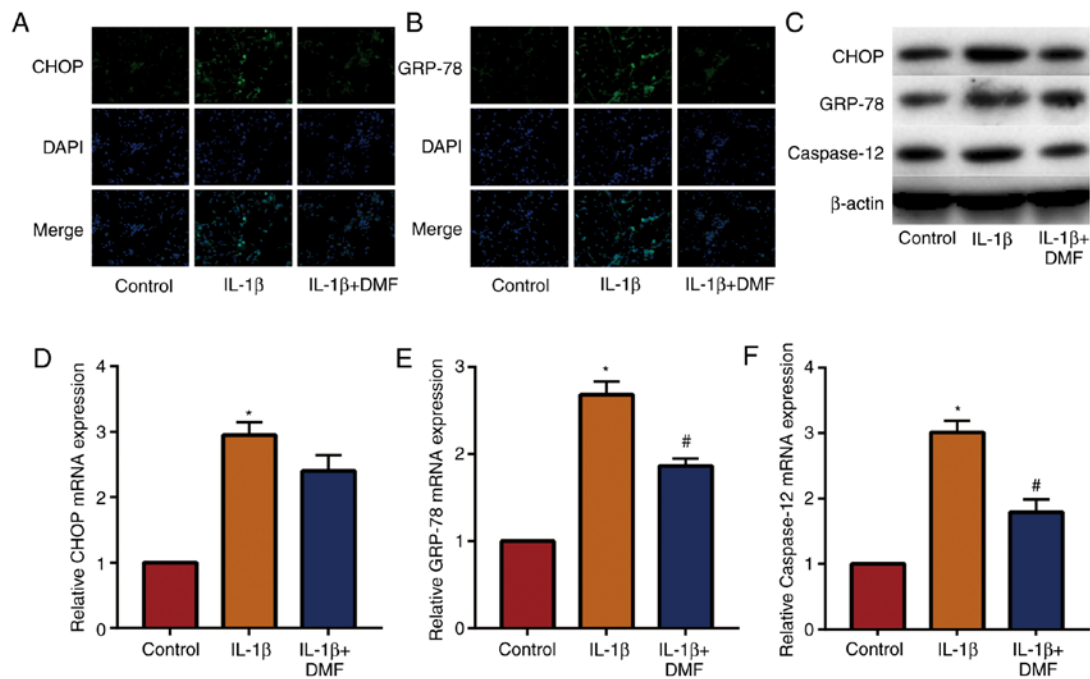 A
CHOP
DAPI
Merge
Control IL-1β IL-1β+DMF
B
GRP-78
DAPI
Merge
Control IL-1β IL-1β+DMF
C
CHOP
GRP-78
Caspase-12
β-actin
Control IL-1β IL-1β+
DMF
D
Relative CHOP mRNA expression
4
3
2
1
0
*
Control IL-1β IL-1β+
DMF
E
Relative GRP-78 mRNA expression
3
2
1
0
*
#
Control IL-1β IL-1β+
DMF
F
Relative Caspase-12 mRNA expression
4
3
2
1
0
*
#
Control IL-1β IL-1β+
DMF